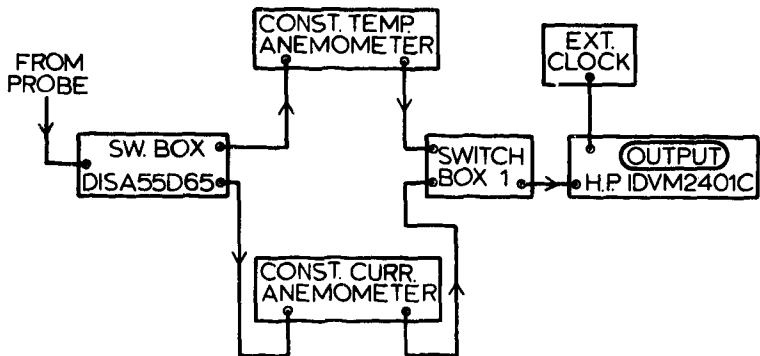 CONST. TEMP.
ANEMOMETER
EXT.
CLOCK
FROM
PROBE
SW. BOX
DISA55D65
SWITCH
BOX 1
OUTPUT
H.P. IDVM2401C
CONST. CURR.
ANEMOMETER